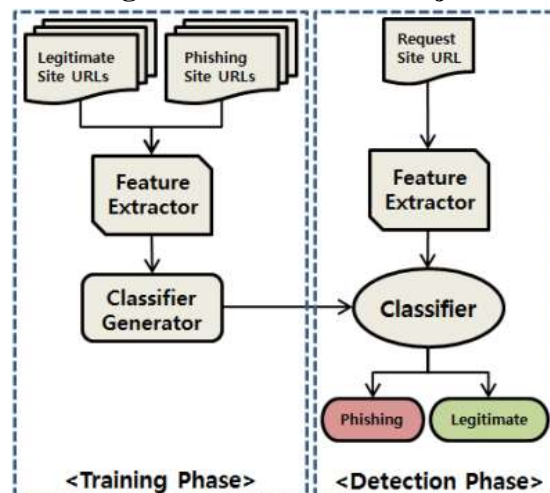 Legitimate
Site URLs
Phishing
Site URLs
Feature
Extractor
Classifier
Generator
<Training Phase>
Request
Site URL
Feature
Extractor
Classifier
Phishing
Legitimate
<Detection Phase>